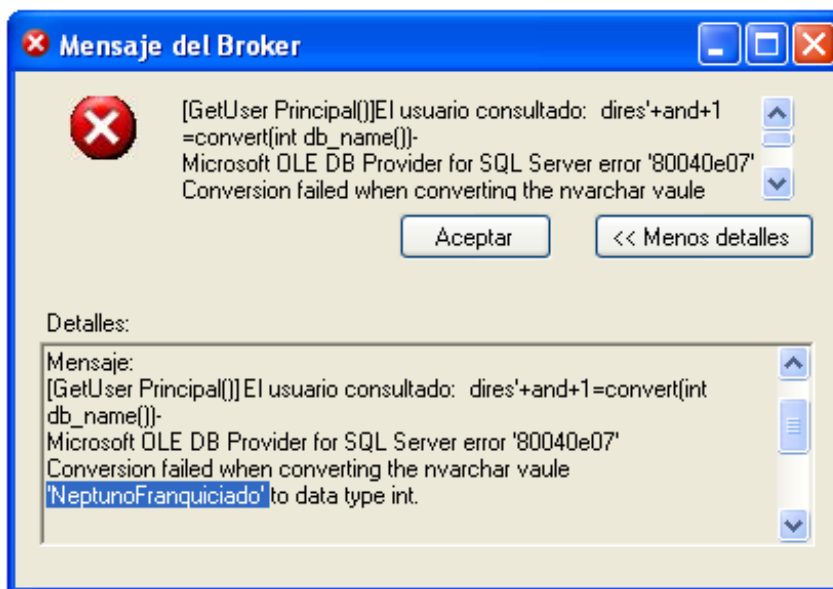 Mensaje del Broker
[GetUser Principal()]El usuario consultado:  dires'+and+1
=convert(int db_name())-
Microsoft OLE DB Provider for SQL Server error '80040e07'
Conversion failed when converting the nvarchar vaule
Aceptar
<< Menos detalles
Detalles:
Mensaje:
[GetUser Principal()] El usuario consultado:  dires'+and+1=convert(int
db_name())-
Microsoft OLE DB Provider for SQL Server error '80040e07'
Conversion failed when converting the nvarchar vaule
'NeptunoFranquiciado' to data type int.